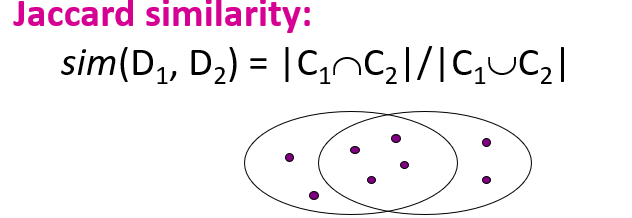 Jaccard similarity:
sim(D₁, D₂) = |C₁∩C₂|/|C₁∪C₂|